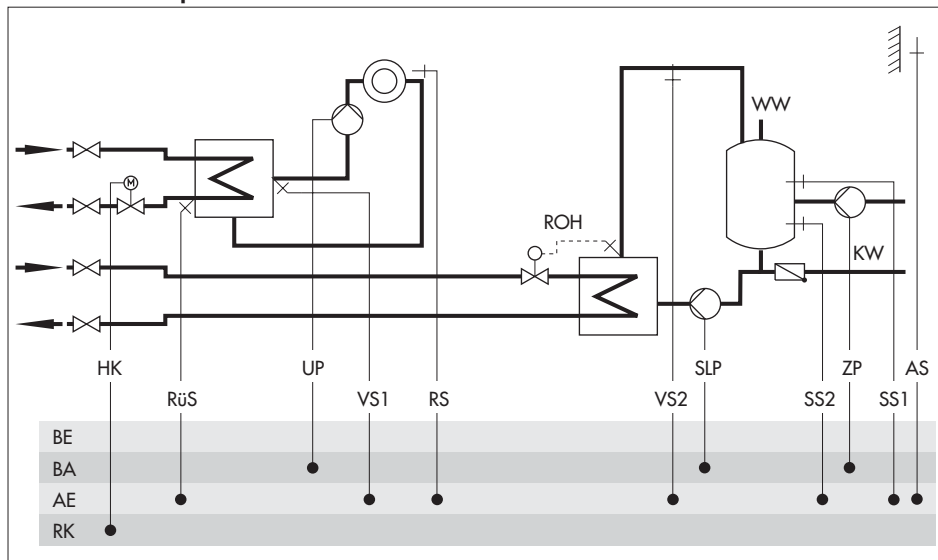 WW
M
ROH
KW
HK UP SLP ZP AS
RüS VS1 RS VS2 SS2 SS1
BE
BA
AE
RK